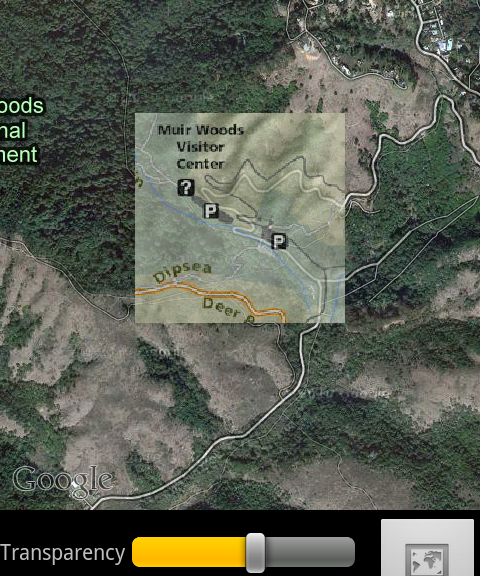 oods
nal
ment
Muir Woods
Visitor
Center
?
P
P
Dipsea
Deer p
Google
Transparency